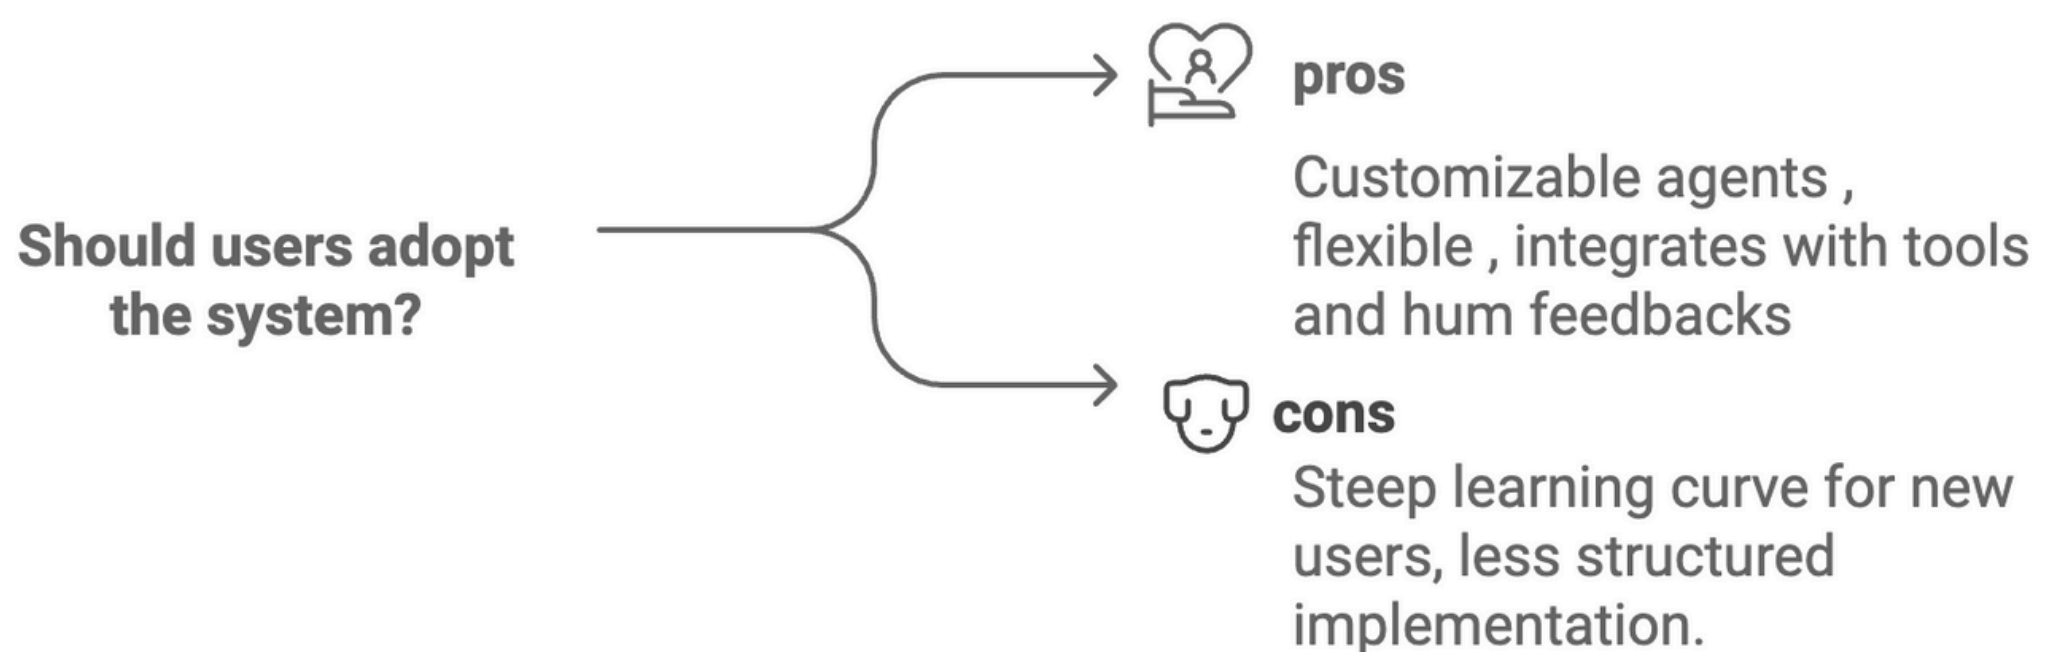 Should users adopt
the system?
pros
Customizable agents ,
flexible , integrates with tools
and hum feedbacks
cons
Steep learning curve for new
users, less structured
implementation.